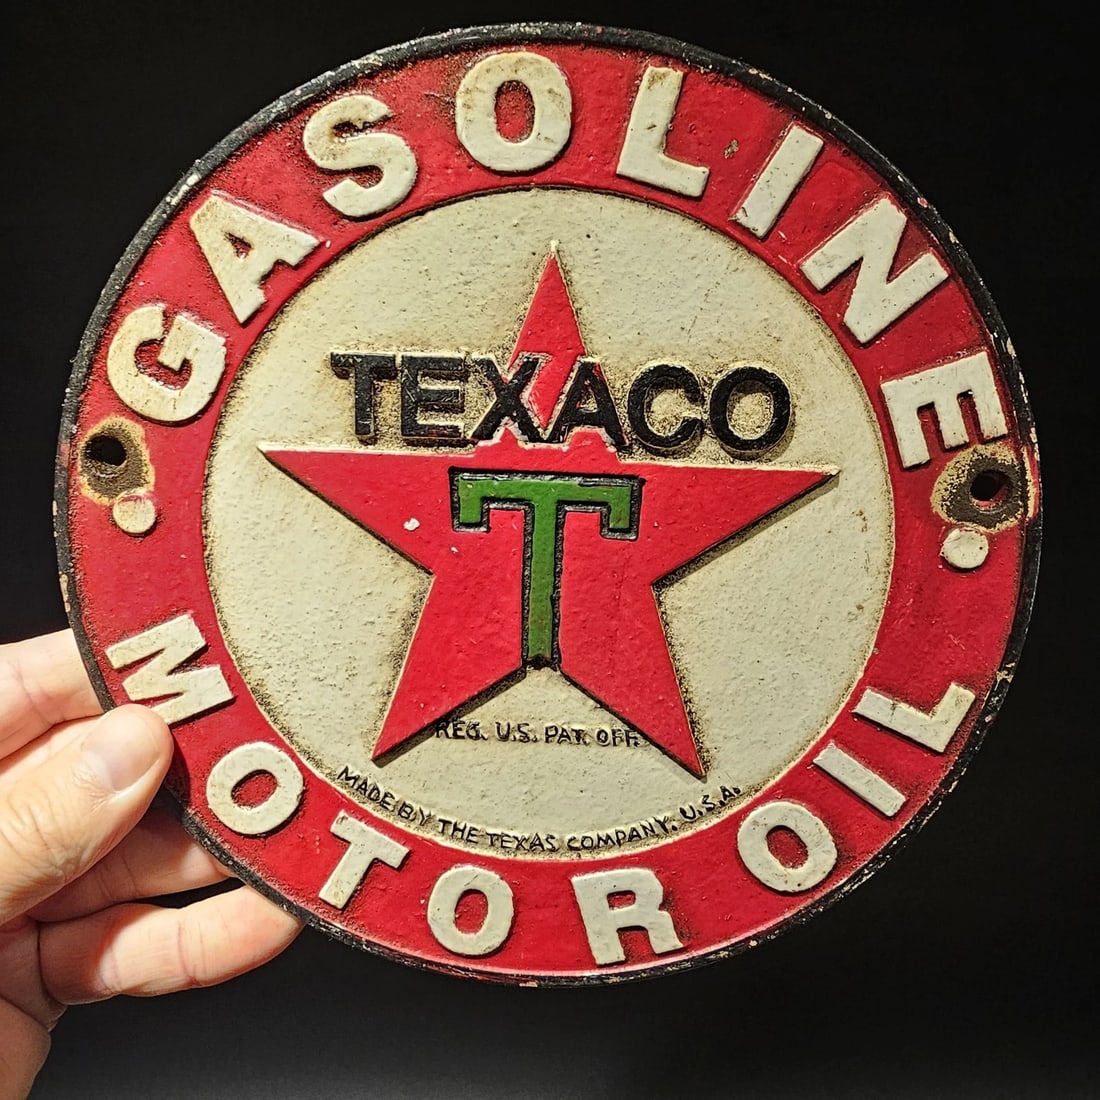 GASOLINE
TEXACO
T
REG. U.S. PAT. OFF.
MADE BY THE TEXAS COMPANY, U.S.A.
MOTOR OIL